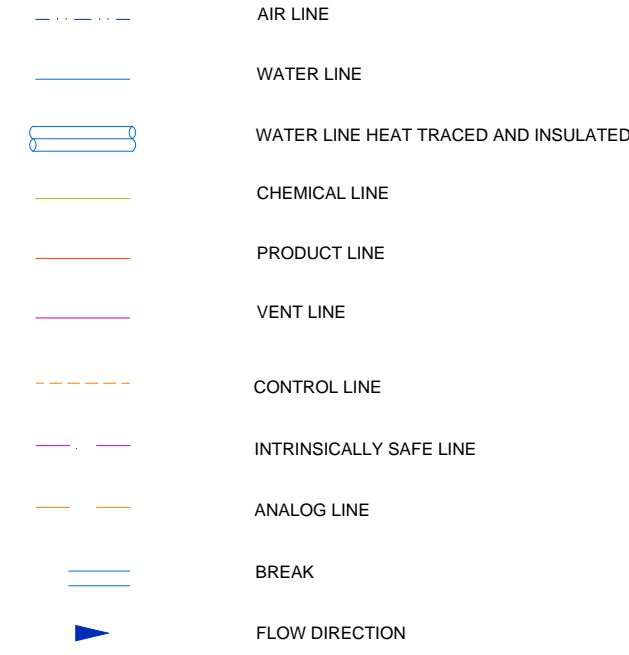 AIR LINE
WATER LINE
WATER LINE HEAT TRACED AND INSULATED
CHEMICAL LINE
PRODUCT LINE
VENT LINE
CONTROL LINE
INTRINSICALLY SAFE LINE
ANALOG LINE
BREAK
FLOW DIRECTION